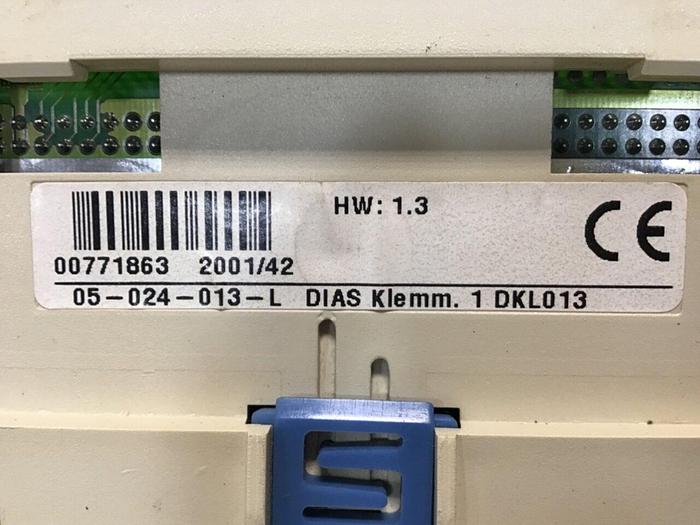 HW: 1.3
CE
00771863 2001/42
05-024-013-L DIAS Klemm. 1 DKL013